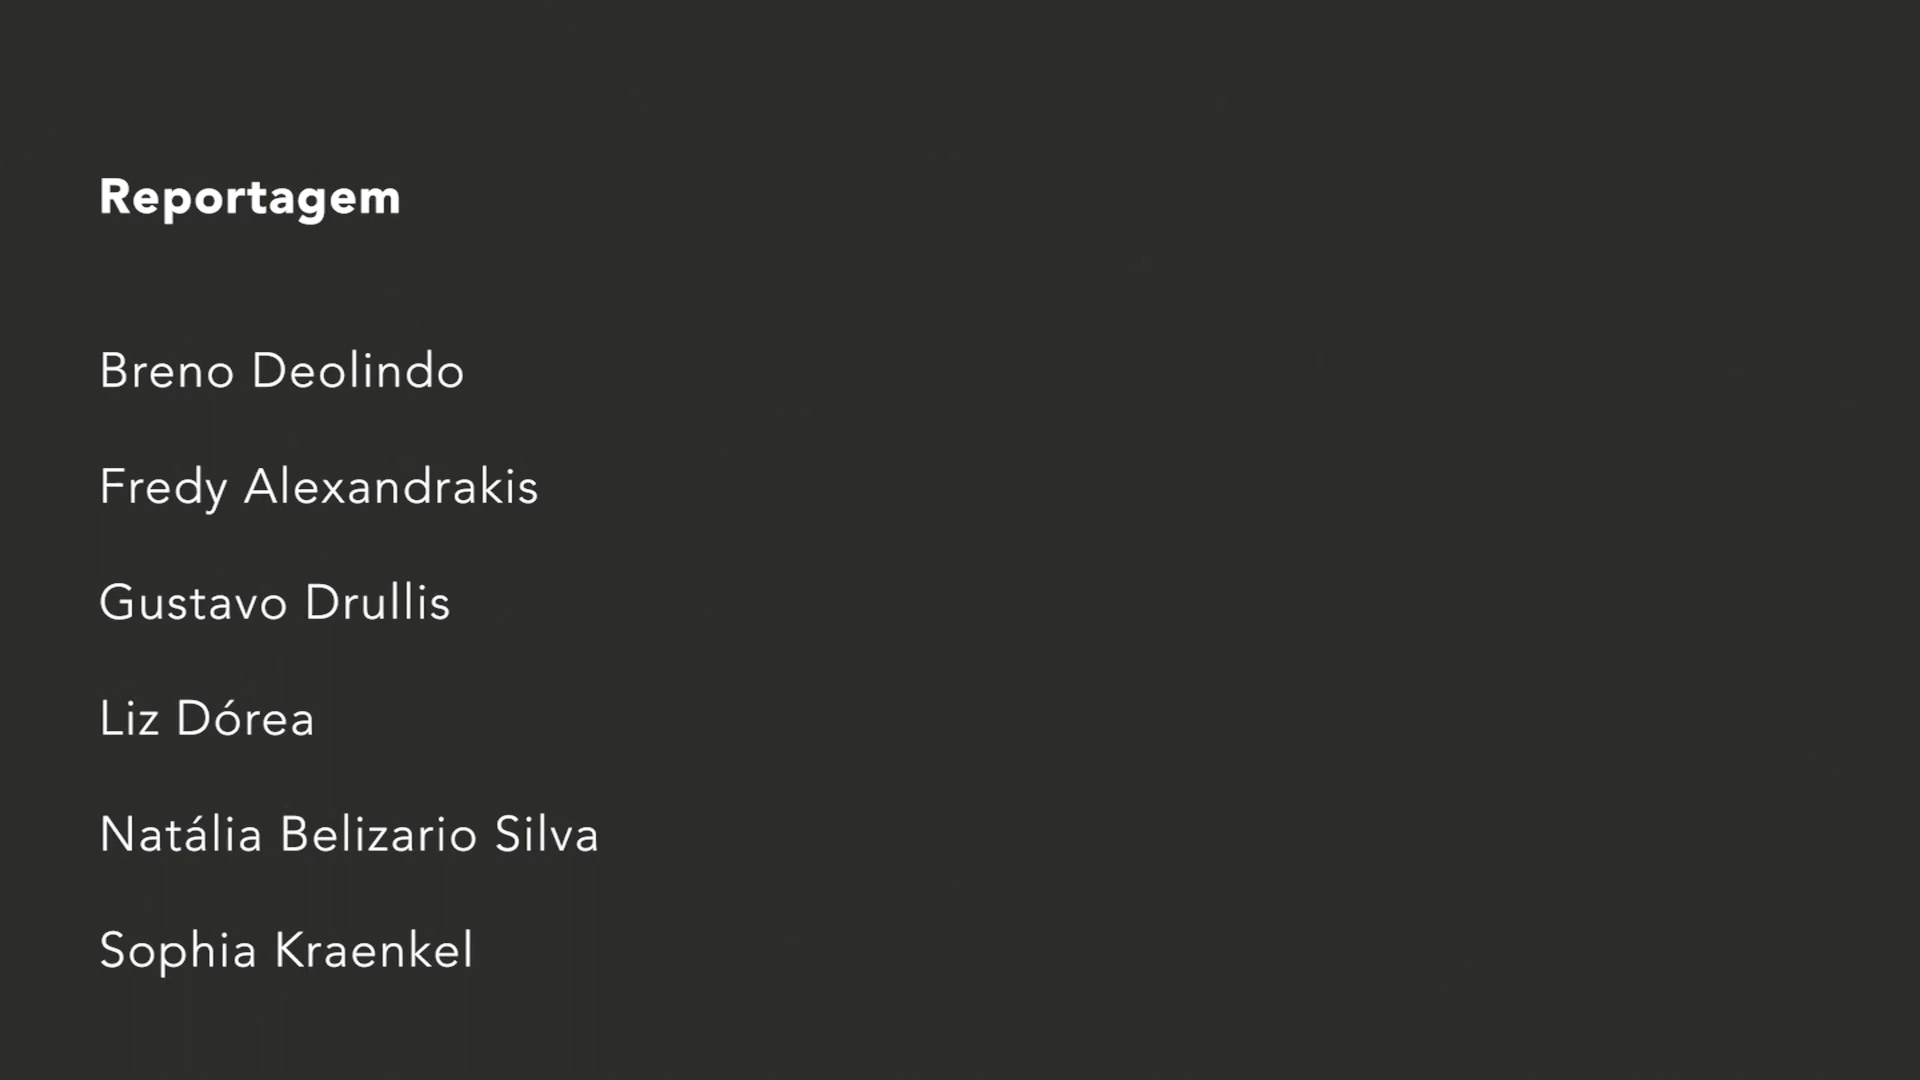 Reportagem
Breno Deolindo
Fredy Alexandrakis
Gustavo Drullis
Liz Dórea
Natália Belizario Silva
Sophia Kraenkel